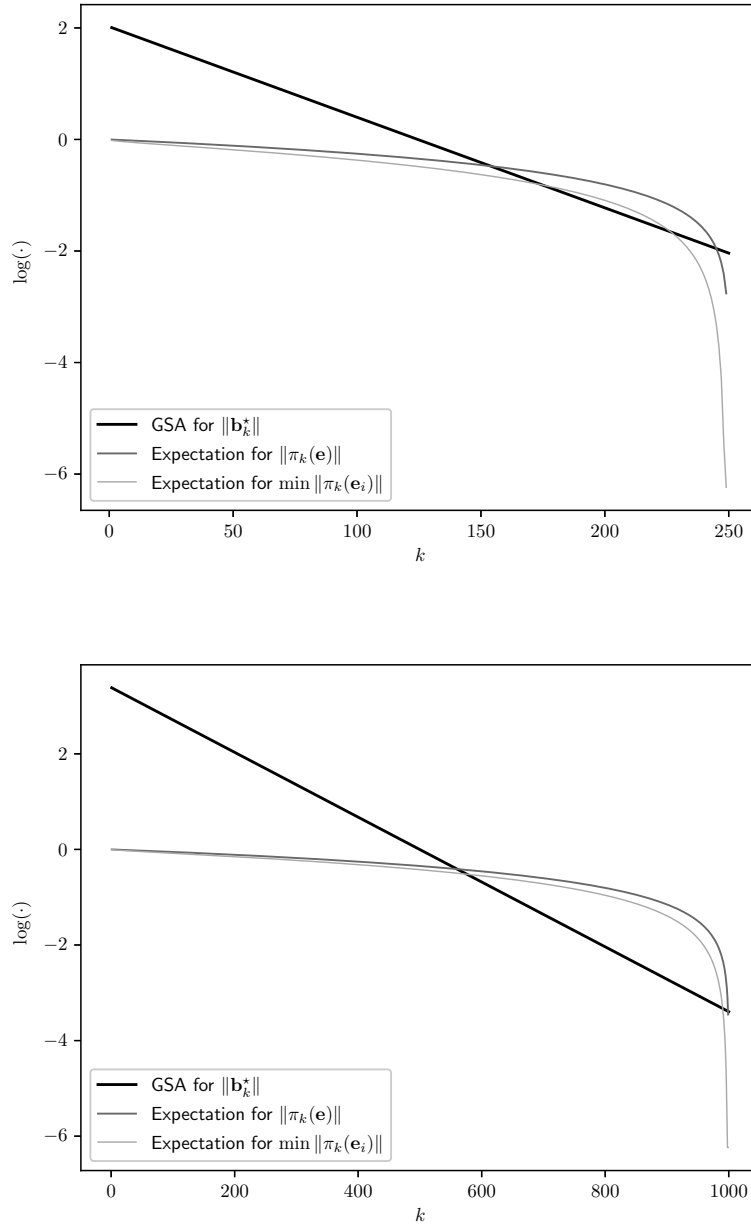 2
0
−2
−4
−6
log(·)
GSA for ‖b⋆k‖
Expectation for ‖πk(e)‖
Expectation for min ‖πk(ei)‖
0 50 100 150 200 250
k
2
0
−2
−4
−6
log(·)
GSA for ‖b⋆k‖
Expectation for ‖πk(e)‖
Expectation for min ‖πk(ei)‖
0 200 400 600 800 1000
k